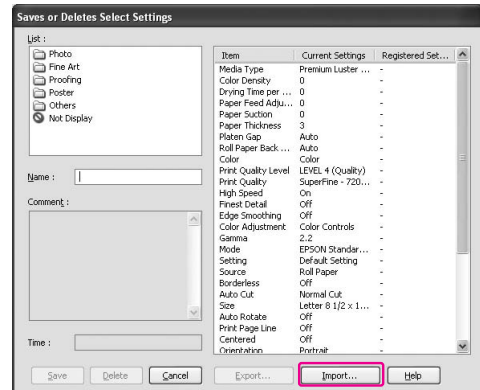 Saves or Deletes Select Settings
List :
Photo
Fine Art
Proofing
Poster
Others
Not Display
Name :
Comment :
Time :
Item Current Settings Registered Set...
Media Type Premium Luster ... -
Color Density 0 -
Drying Time per ... 0 -
Paper Feed Adju... 0 -
Paper Suction 0 -
Paper Thickness 3 -
Platen Gap Auto -
Roll Paper Back ... Auto -
Color Color -
Print Quality Level LEVEL 4 (Quality) -
Print Quality SuperFine - 720... -
High Speed On -
Finest Detail Off -
Edge Smoothing Off -
Color Adjustment Color Controls -
Gamma 2.2 -
Mode EPSON Standar... -
Setting Default Setting -
Source Roll Paper -
Borderless Off -
Auto Cut Normal Cut -
Size Letter 8 1/2 x 1... -
Auto Rotate Off -
Print Page Line Off -
Centered Off -
Orientation Portrait -
Save Delete Cancel Export... Import... Help